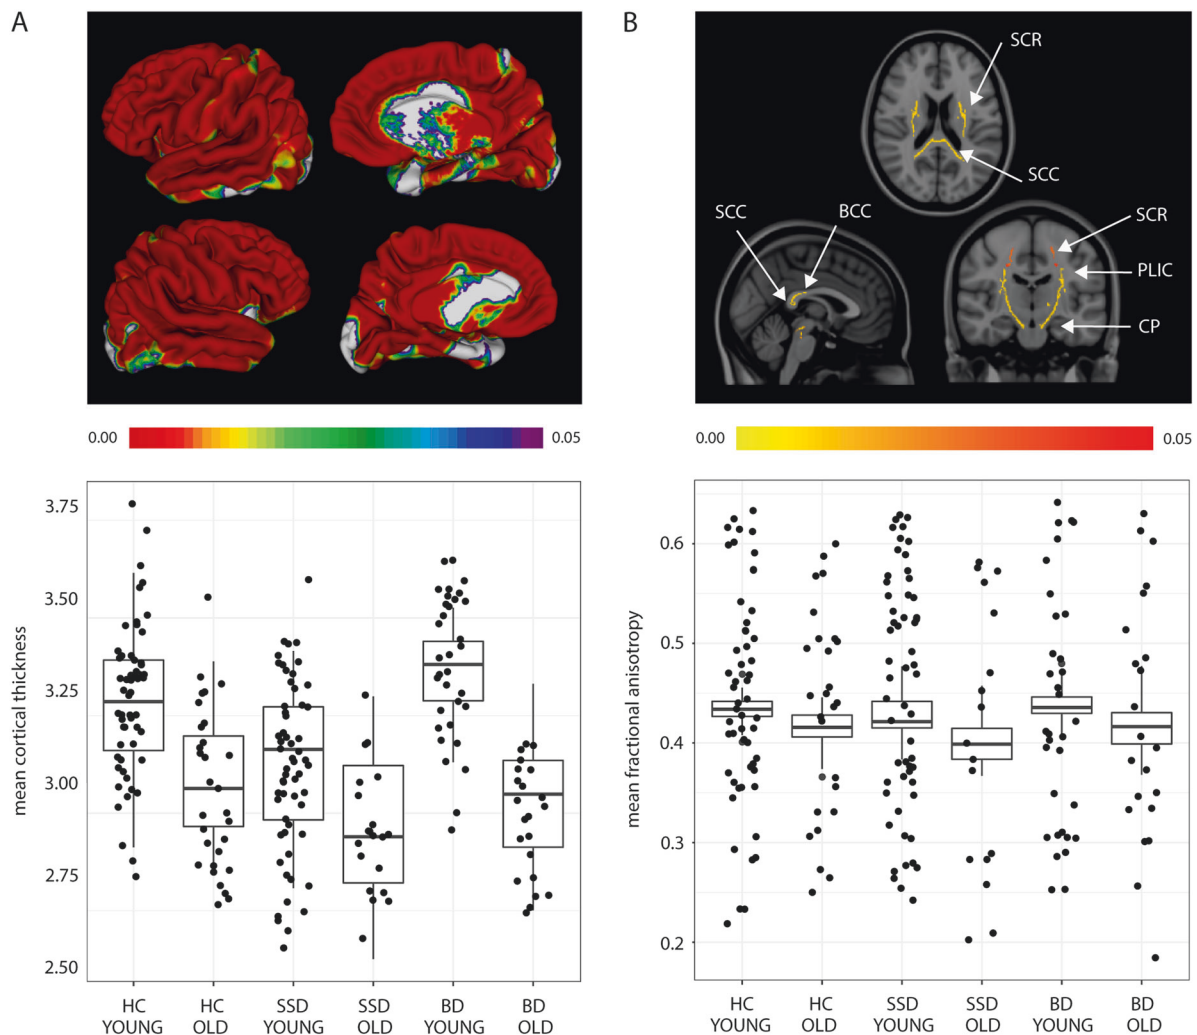 A
B
SCR
SCC
SCC
BCC
SCR
PLIC
CP
0.00
0.05
0.00
0.05
mean cortical thickness
3.75
3.50
3.25
3.00
2.75
2.50
HC YOUNG
HC OLD
SSD YOUNG
SSD OLD
BD YOUNG
BD OLD
mean fractional anisotropy
0.6
0.5
0.4
0.3
0.2
HC YOUNG
HC OLD
SSD YOUNG
SSD OLD
BD YOUNG
BD OLD